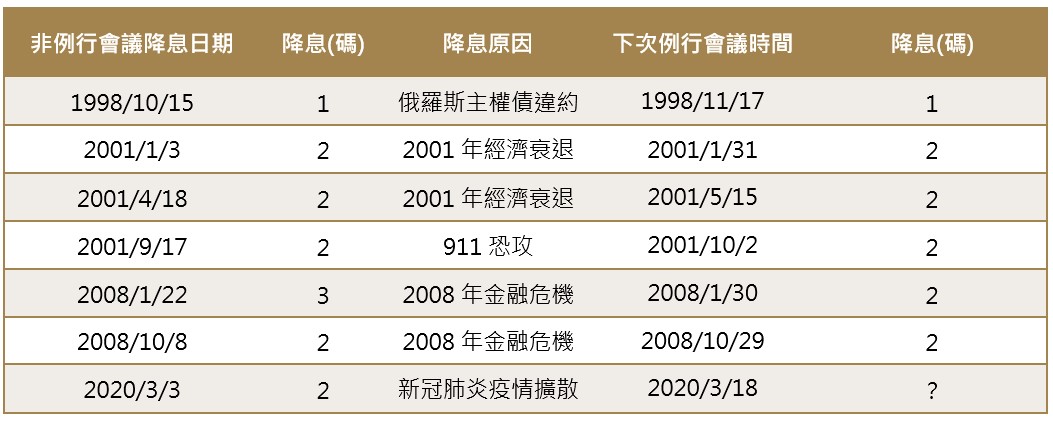 非例行會議降息日期 降息(碼) 降息原因 下次例行會議時間 降息(碼)
1998/10/15 1 俄羅斯主權債違約 1998/11/17 1
2001/1/3 2 2001 年經濟衰退 2001/1/31 2
2001/4/18 2 2001 年經濟衰退 2001/5/15 2
2001/9/17 2 911 恐攻 2001/10/2 2
2008/1/22 3 2008 年金融危機 2008/1/30 2
2008/10/8 2 2008 年金融危機 2008/10/29 2
2020/3/3 2 新冠肺炎疫情擴散 2020/3/18 ?